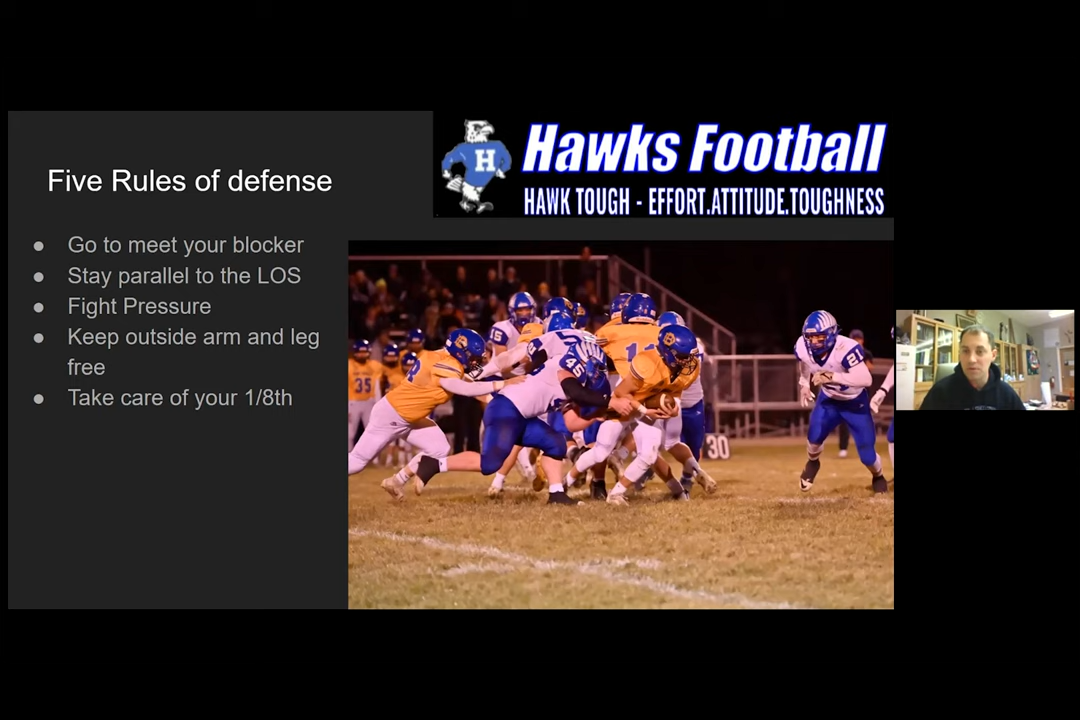 Five Rules of defense
● Go to meet your blocker
● Stay parallel to the LOS
● Fight Pressure
● Keep outside arm and leg
free
● Take care of your 1/8th
H
Hawks Football
HAWK TOUGH - EFFORT.ATTITUDE.TOUGHNESS
35
45
11
21
30